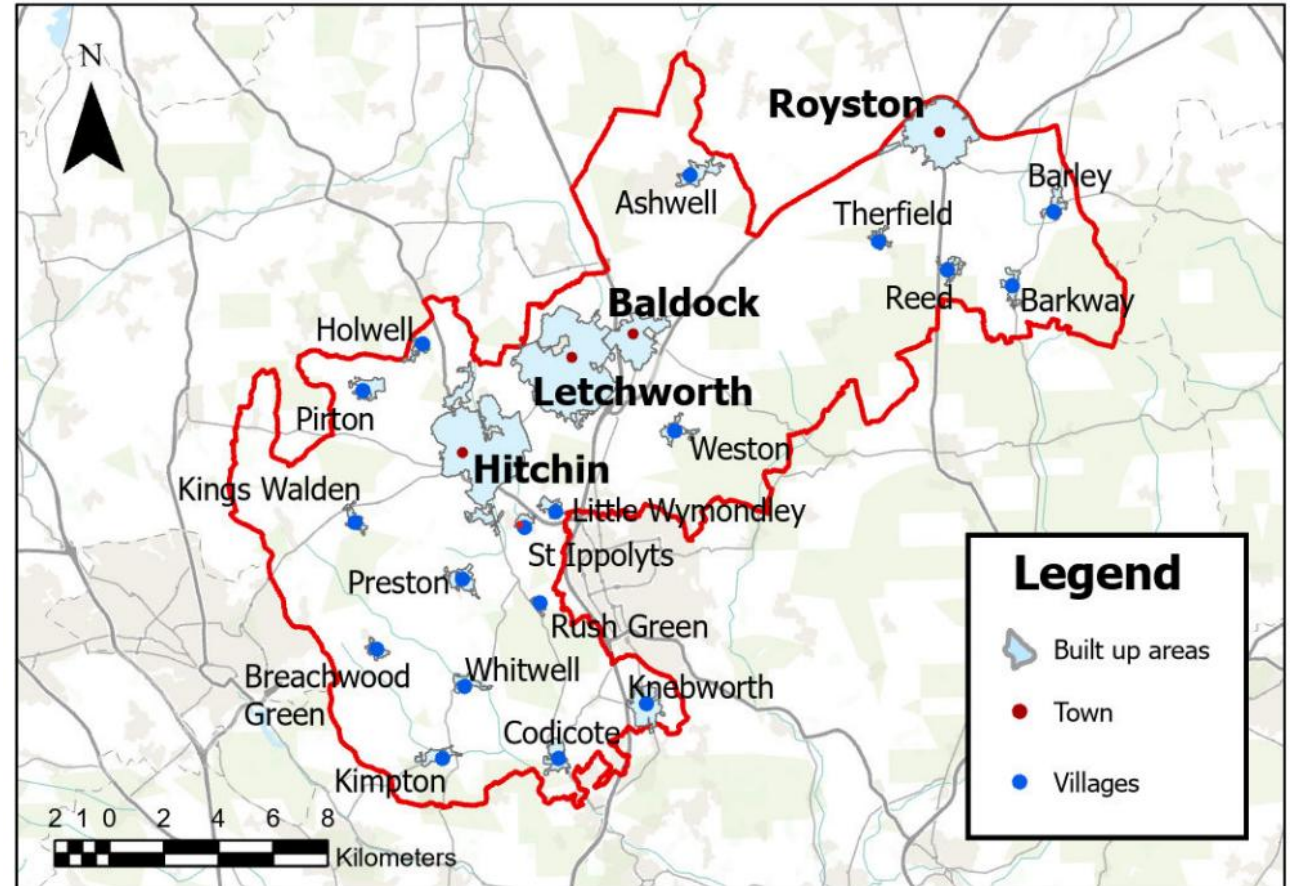 N
Royston
Barley
Ashwell
Therfield
Reed
Barkway
Baldock
Holwell
Letchworth
Pirton
Weston
Hitchin
Kings Walden
Little Wymondley
St Ippolyts
Preston
Rush Green
Breachwood
Green
Whitwell
Knebworth
Codicote
Kimpton
2 1 0 2 4 6 8
Kilometers
Legend
Built up areas
Town
Villages